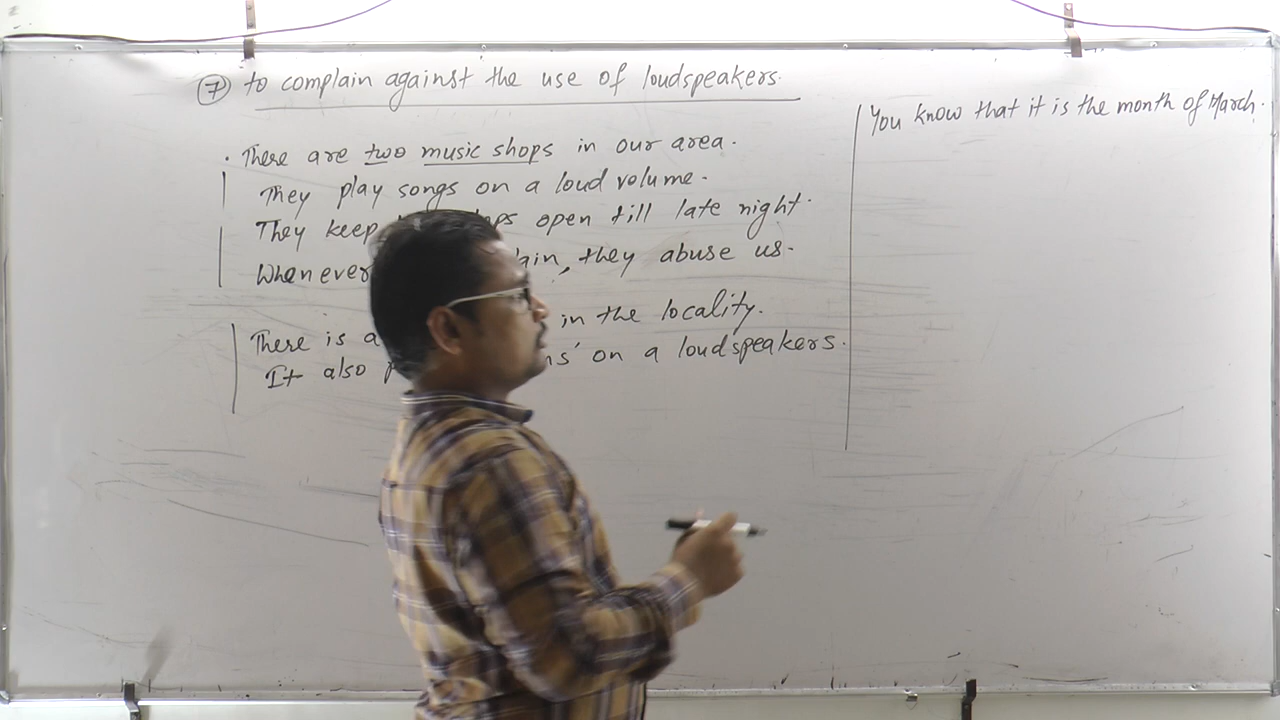 7 to complain against the use of loudspeakers.
. There are two music shops in our area.
They play songs on a loud volume.
They keep open till late night.
Whenever , they abuse us.
There is a in the locality.
It also on a loudspeakers.
You know that it is the month of March.